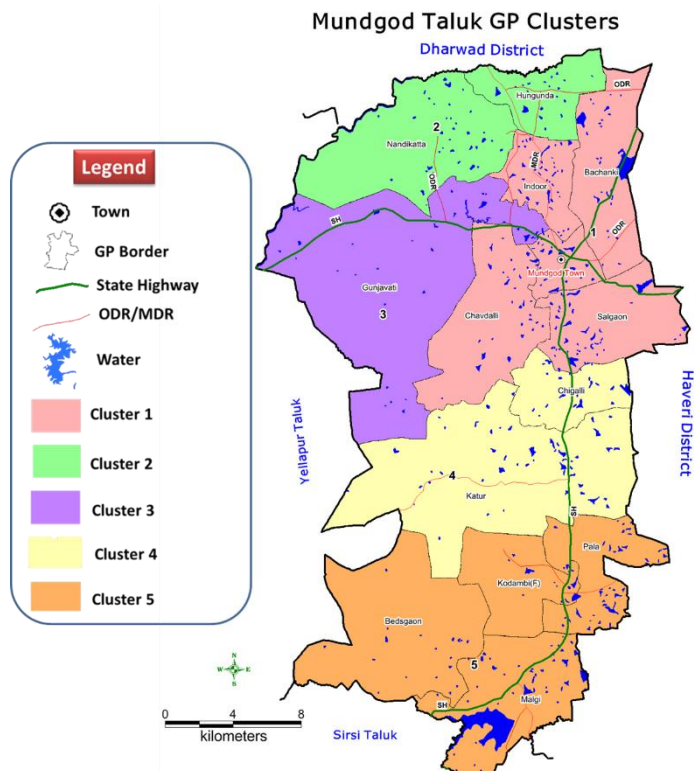 Mundgod Taluk GP Clusters
Dharwad District
ODR
Hungunda
2
Nandikatta
MDR
Indoor
Bachanki
ODR
SH
1
ODR
Mundgod Town
Gunjavati
3
Chavdalli
Salgaon
Chigalli
Haveri District
Yellapur Taluk
4
Katur
SH
Pala
Kodambi(F)
Bedsgaon
5
Malgi
SH
Sirsi Taluk
Legend
Town
GP Border
State Highway
ODR/MDR
Water
Cluster 1
Cluster 2
Cluster 3
Cluster 4
Cluster 5
N
W E
S
0 4 8
kilometers